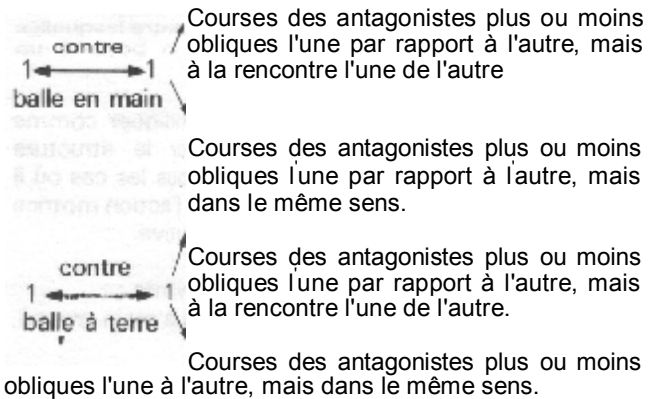 Courses des antagonistes plus ou moins
contre obliques l'une par rapport à l'autre, mais
1 1 à la rencontre l'une de l'autre
balle en main
Courses des antagonistes plus ou moins
obliques l'une par rapport à l'autre, mais
dans le même sens.
Courses des antagonistes plus ou moins
contre obliques l'une par rapport à l'autre, mais
1 1 à la rencontre l'une de l'autre.
balle à terre
Courses des antagonistes plus ou moins
obliques l'une à l'autre, mais dans le même sens.